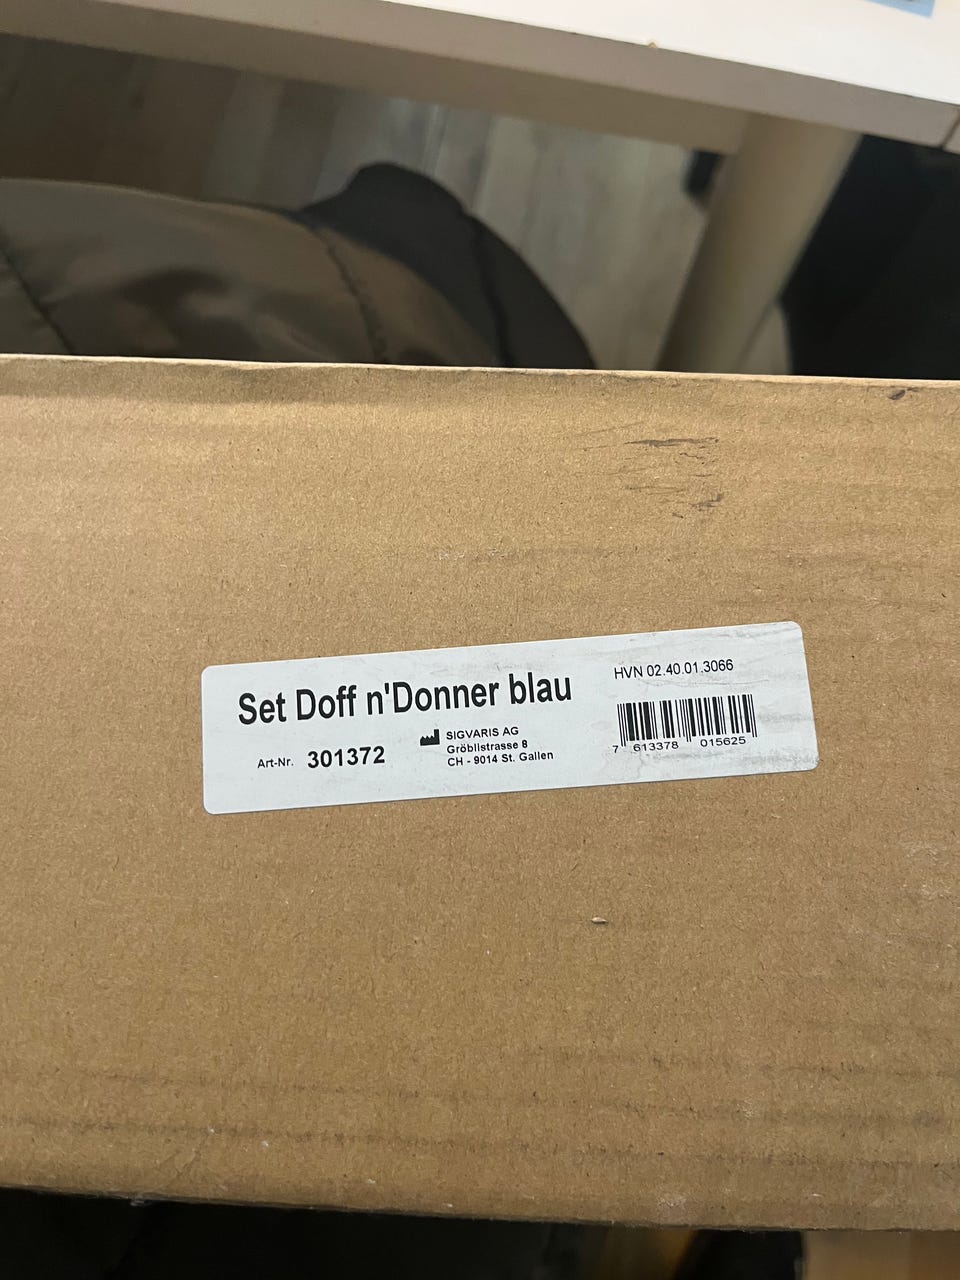 Set Doff n'Donner blau
Art-Nr. 301372
SIGVARIS AG
Gröblistrasse 8
CH - 9014 St. Gallen
HVN 02.40.01.3066
7 613378 015625